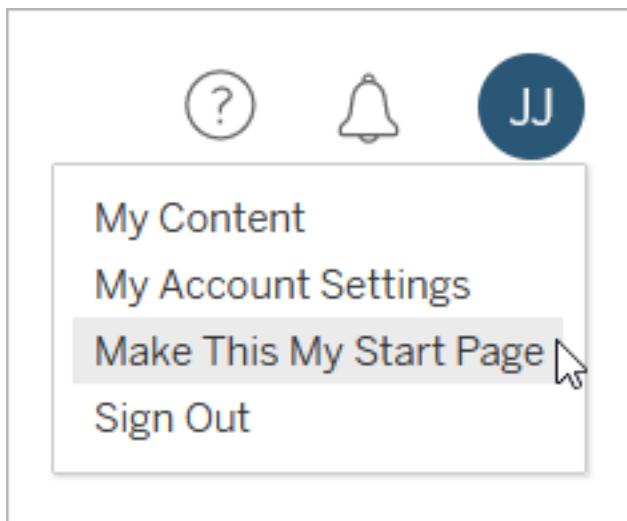 ?
JJ
My Content
My Account Settings
Make This My Start Page
Sign Out